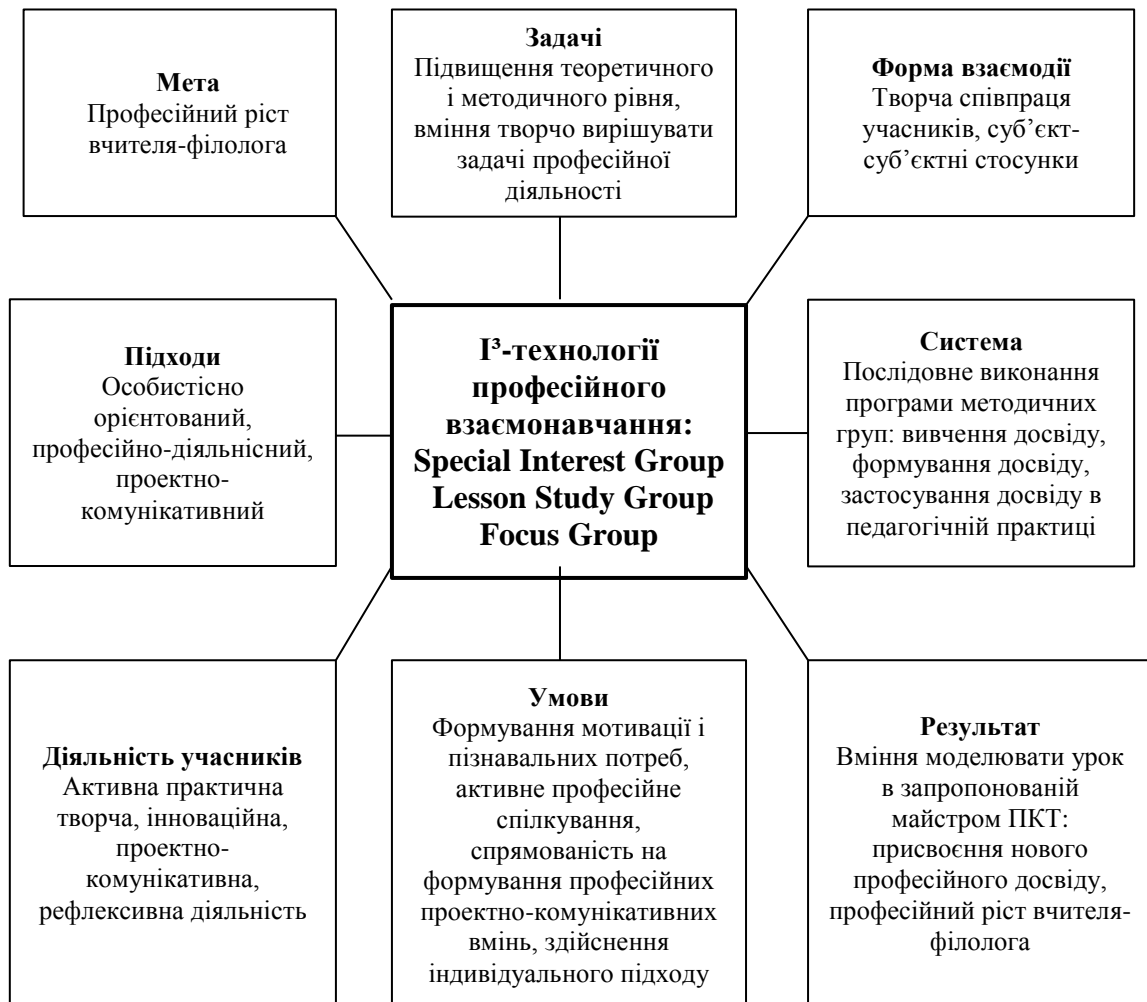 Мета
Професійний ріст
вчителя-філолога
Задачі
Підвищення теоретичного
і методичного рівня,
вміння творчо вирішувати
задачі професійної
діяльності
Форма взаємодії
Творча співпраця
учасників, суб’єкт-
суб’єктні стосунки
Підходи
Особистісно
орієнтований,
професійно-діяльнісний,
проектно-
комунікативний
І³-технології
професійного
взаємонавчання:
Special Interest Group
Lesson Study Group
Focus Group
Система
Послідовне виконання
програми методичних
груп: вивчення досвіду,
формування досвіду,
застосування досвіду в
педагогічній практиці
Діяльність учасників
Активна практична
творча, інноваційна,
проектно-
комунікативна,
рефлексивна діяльність
Умови
Формування мотивації і
пізнавальних потреб,
активне професійне
спілкування,
спрямованість на
формування професійних
проектно-комунікативних
вмінь, здійснення
індивідуального підходу
Результат
Вміння моделювати урок
в запропонованій
майстром ПКТ:
присвоєння нового
професійного досвіду,
професійний ріст вчителя-
філолога